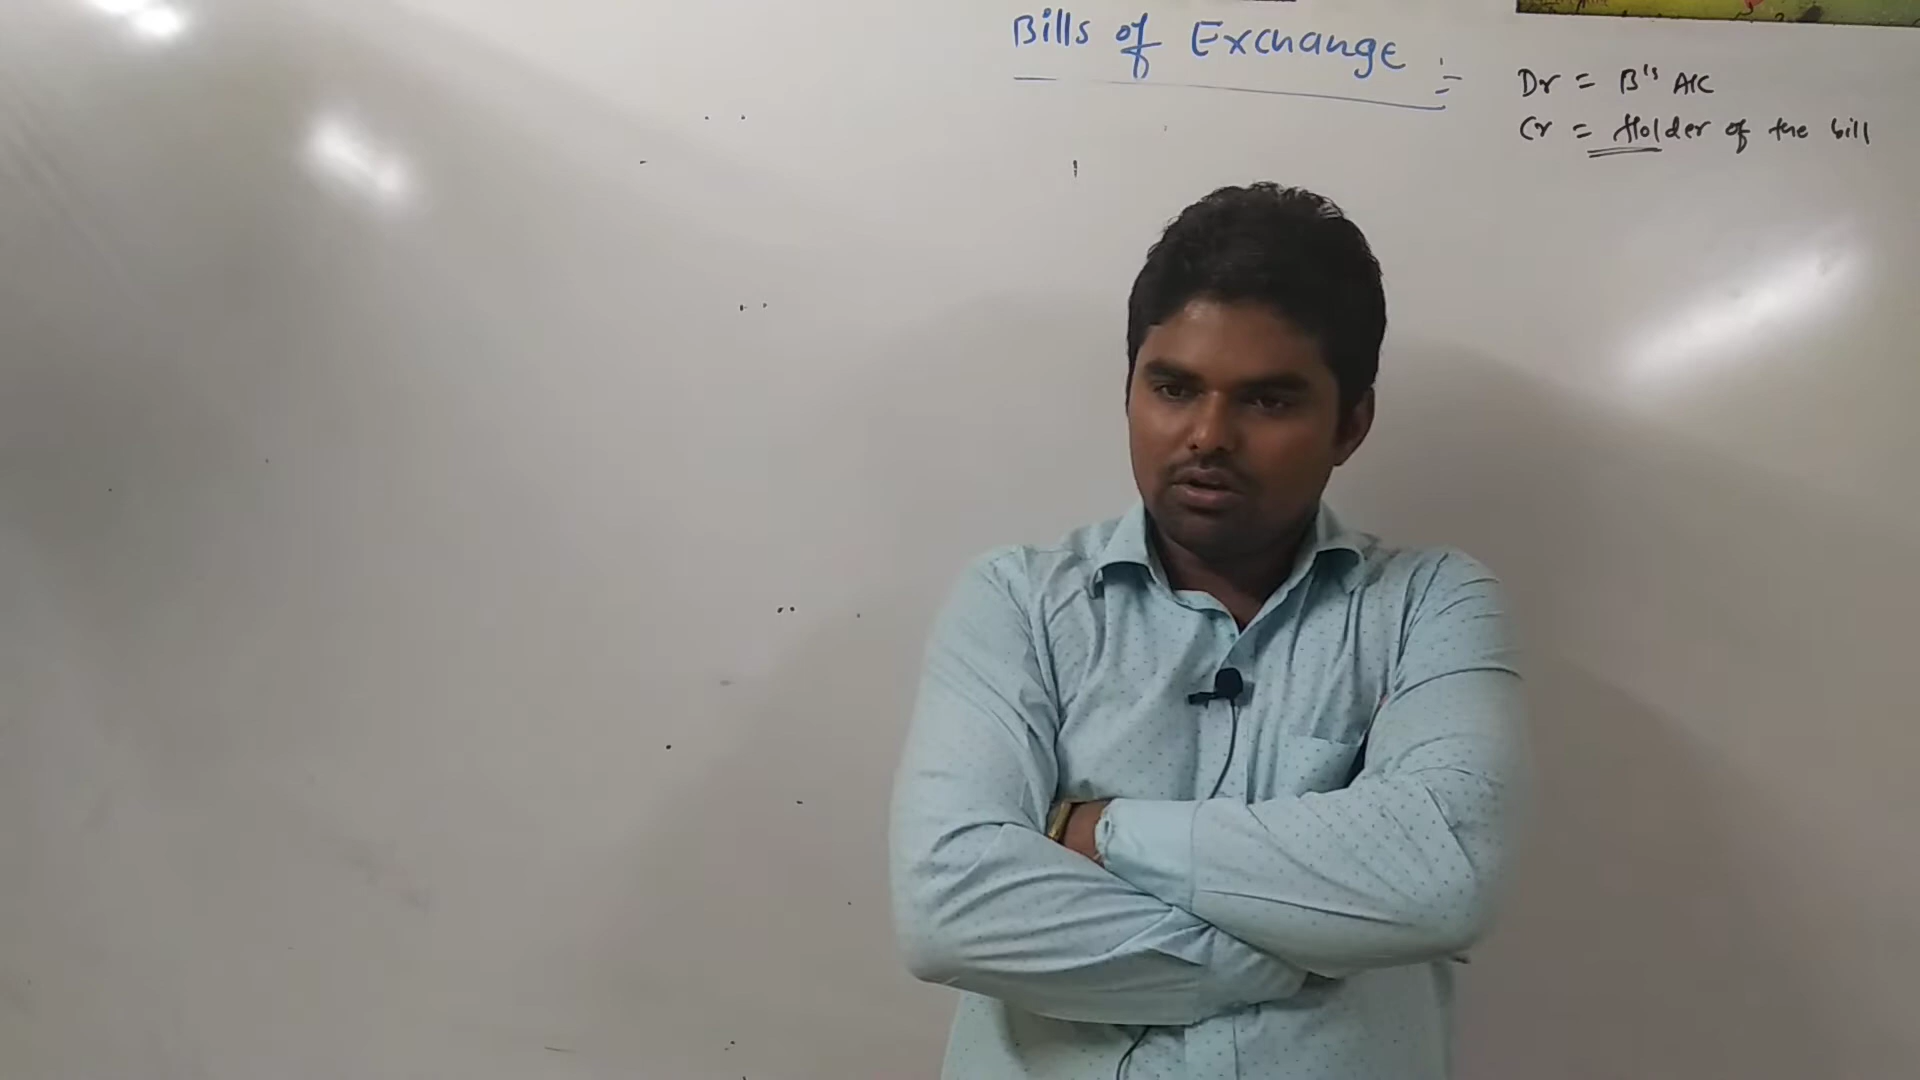 Bills of Exchange :=
Dr = B's A/C
Cr = Holder of the bill